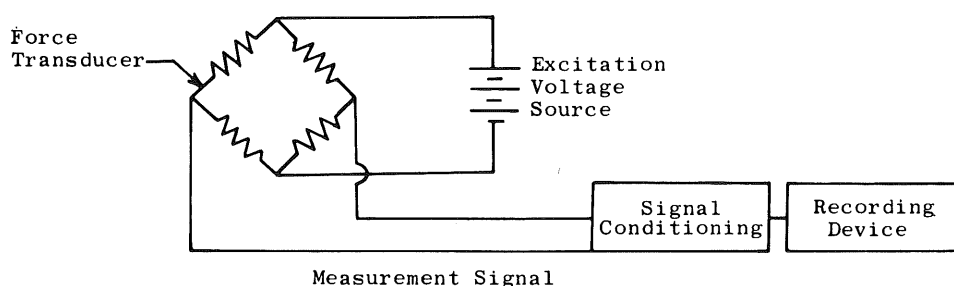 Force
Transducer
Excitation
Voltage
Source
Signal
Conditioning
Recording
Device
Measurement Signal